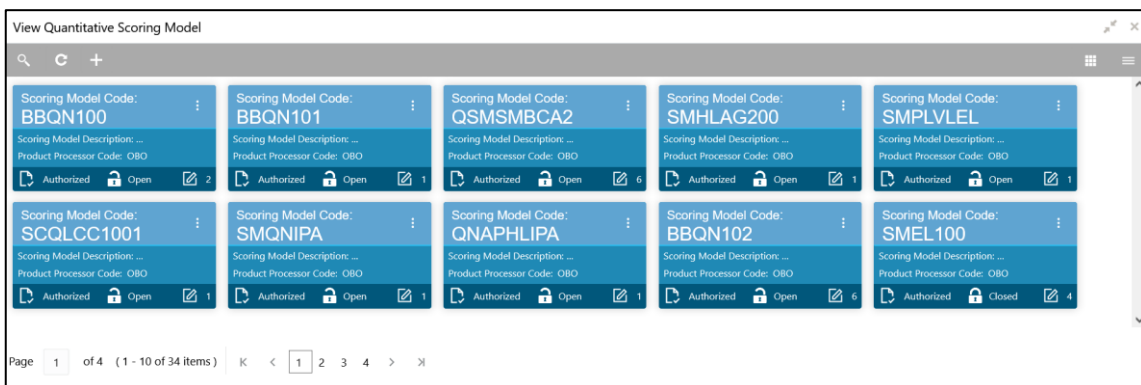 View Quantitative Scoring Model
Scoring Model Code:
BBQN100
Scoring Model Description: ...
Product Processor Code: OBO
Authorized Open 2
Scoring Model Code:
BBQN101
Scoring Model Description: ...
Product Processor Code: OBO
Authorized Open 1
Scoring Model Code:
QSMSMBCA2
Scoring Model Description: ...
Product Processor Code: OBO
Authorized Open 6
Scoring Model Code:
SMHLAG200
Scoring Model Description: ...
Product Processor Code: OBO
Authorized Open 1
Scoring Model Code:
SMPLVLEL
Scoring Model Description: ...
Product Processor Code: OBO
Authorized Open 1
Scoring Model Code:
SCQLCC1001
Scoring Model Description: ...
Product Processor Code: OBO
Authorized Open 1
Scoring Model Code:
SMQNIPA
Scoring Model Description: ...
Product Processor Code: OBO
Authorized Open 1
Scoring Model Code:
QNAPHLIPA
Scoring Model Description: ...
Product Processor Code: OBO
Authorized Open 1
Scoring Model Code:
BBQN102
Scoring Model Description: ...
Product Processor Code: OBO
Authorized Open 6
Scoring Model Code:
SMEL100
Scoring Model Description: ...
Product Processor Code: OBO
Authorized Closed 4
Page 1 of 4 ( 1 - 10 of 34 items ) 1 2 3 4